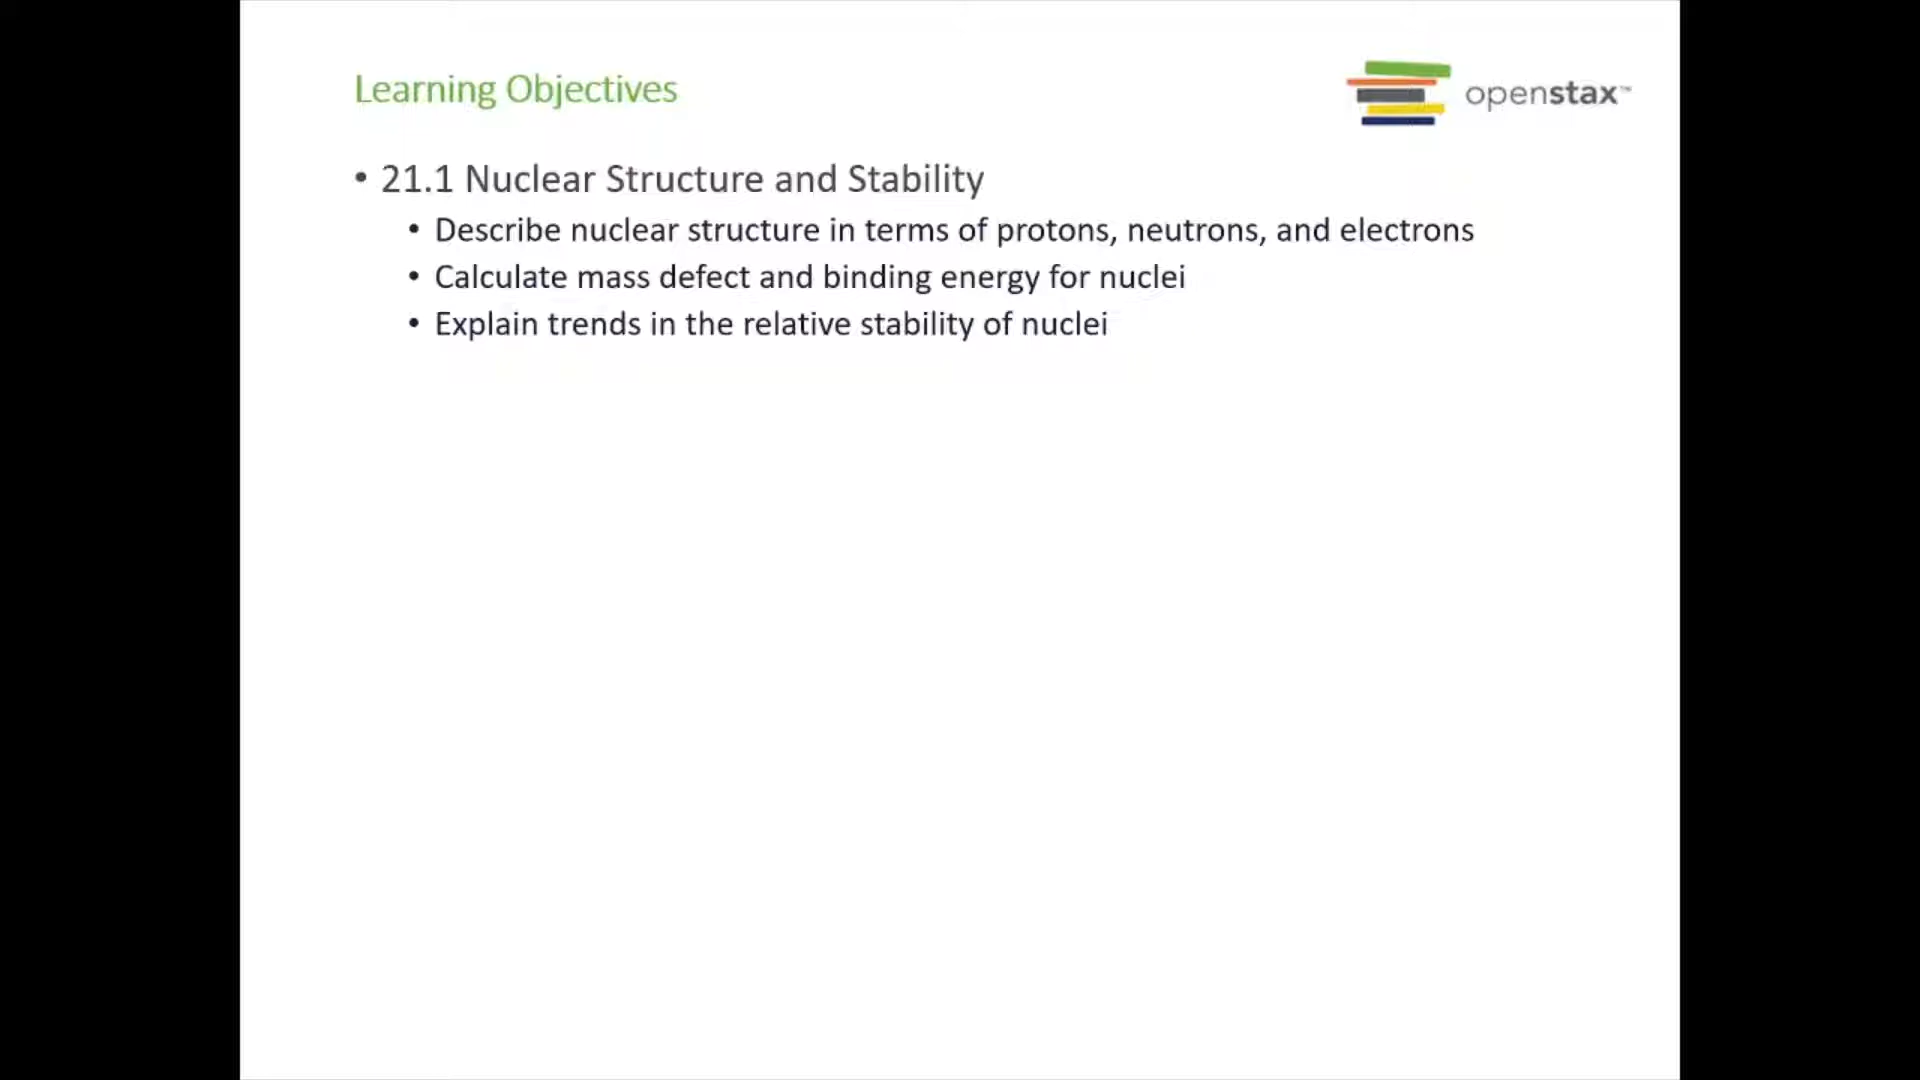 Learning Objectives
openstax™
• 21.1 Nuclear Structure and Stability
• Describe nuclear structure in terms of protons, neutrons, and electrons
• Calculate mass defect and binding energy for nuclei
• Explain trends in the relative stability of nuclei